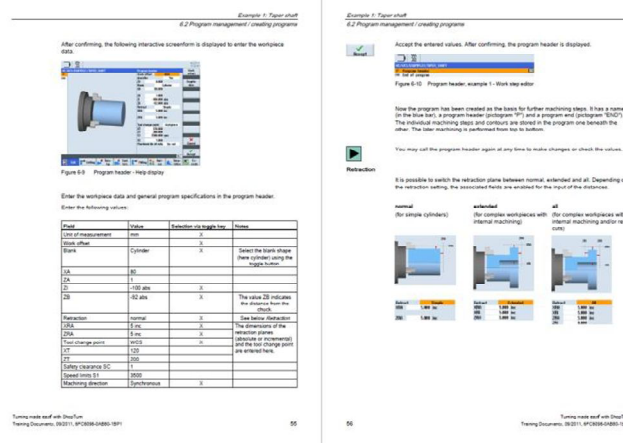 Example 1: Taper shaft
6.2 Program management / creating programs
After confirming, the following interactive screenform is displayed to enter the workpiece
data.
Figure 6-9 Program header - Help display
Enter the workpiece data and general program specifications in the program header.
Enter the following values:
Field Value Selection via toggle key Notes
Unit of measurement mm X
Work offset X
Blank Cylinder X Select the blank shape
(here cylinder) using the
toggle button
XA 80
ZA 1
ZI -100 abs X
ZB -92 abs X The value ZB indicates
the distance from the
chuck.
Retraction normal X See below Retraction
XRA 5 inc X The dimensions of the
ZRA 5 inc X retraction planes
(absolute or incremental)
Tool change point WCS X and the tool change point
XT 120 are entered here.
ZT 200
Safety clearance SC 1
Speed limits S1 3500
Machining direction Synchronous X
Turning made easy with ShopTurn
Training Documents, 09/2011, 6FC5095-0AB80-1BP1
55
Example 1: Taper shaft
6.2 Program management / creating programs
Accept
Accept the entered values. After confirming, the program header is displayed.
Program header
End of program
Figure 6-10 Program header, example 1 - Work step editor
Now the program has been created as the basis for further machining steps. It has a name
(in the blue bar), a program header (pictogram "P") and a program end (pictogram "END").
The individual machining steps and contours are stored in the program one beneath the
other. The later machining is performed from top to bottom.
You may call the program header again at any time to make changes or check the values.
Retraction
It is possible to switch the retraction plane between normal, extended and all. Depending o
the retraction setting, the associated fields are enabled for the input of the distances.
normal extended all
(for simple cylinders) (for complex workpieces with (for complex workpieces wit
internal machining) internal machining and/or re
cuts)
Retract Simple
Retract Extended
Retract All
56
Turning made easy with ShopTu
Training Documents, 09/2011, 6FC5095-0AB80-1B